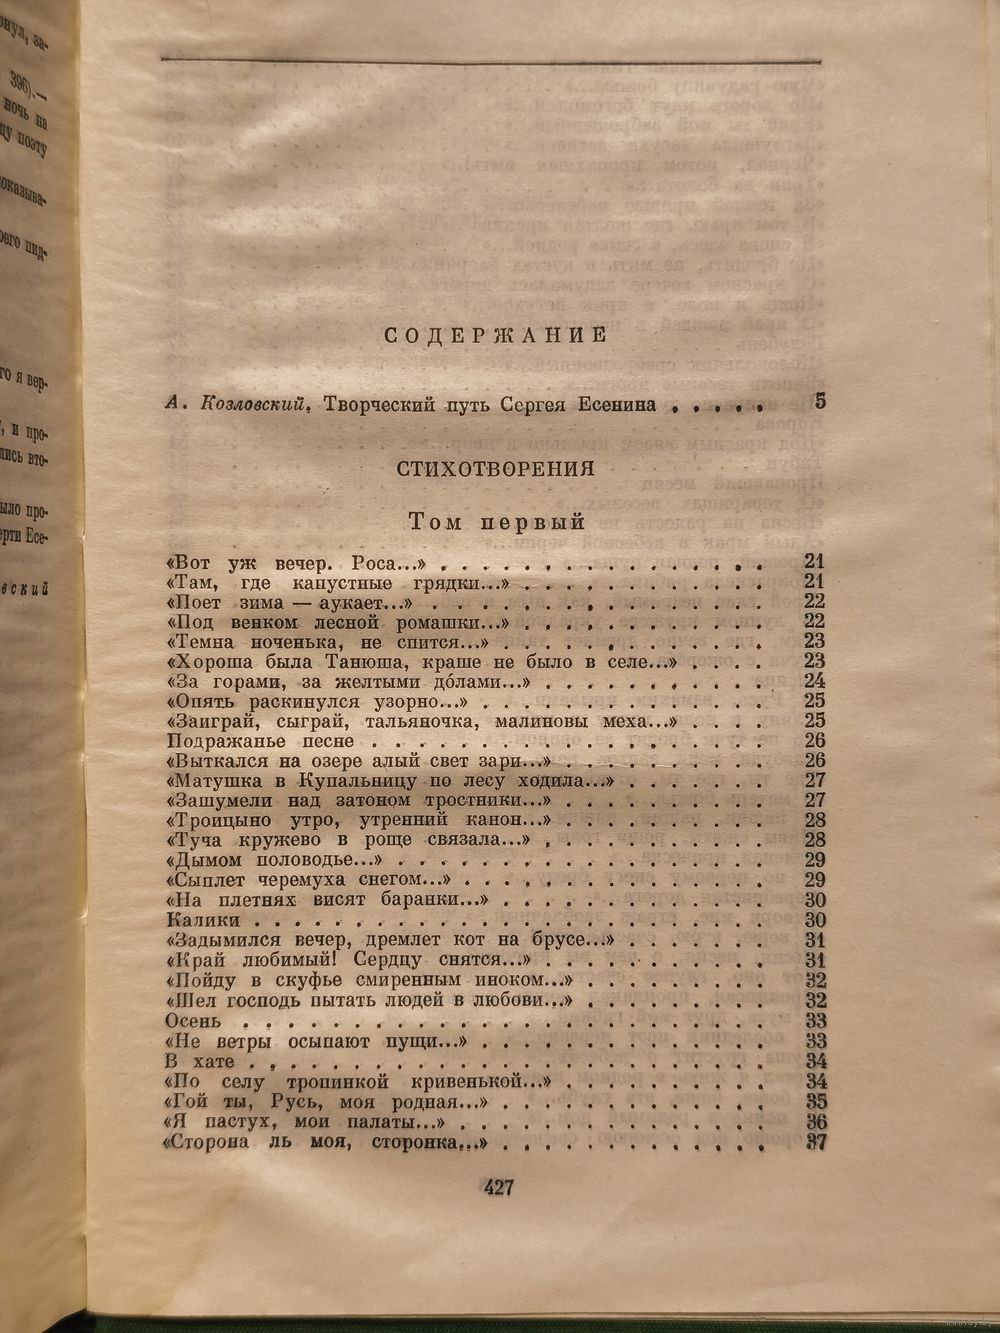 СОДЕРЖАНИЕ
А. Козловский. Творческий путь Сергея Есенина . . . . . 5
СТИХОТВОРЕНИЯ
Том первый
«Вот уж вечер. Роса...» . . . . . . . . . . . . . . . . 21
«Там, где капустные грядки...» . . . . . . . . . . . . 21
«Поет зима — аукает...» . . . . . . . . . . . . . . . . 22
«Под венком лесной ромашки...» . . . . . . . . . . . . 22
«Темна ноченька, не спится...» . . . . . . . . . . . . . 23
«Хороша была Танюша, краше не было в селе...» . . . . 23
«За горами, за желтыми до́лами...» . . . . . . . . . . . 24
«Опять раскинулся узорно...» . . . . . . . . . . . . . . 25
«Заиграй, сыграй, тальяночка, малиновы меха...» . . . . 25
Подражанье песне . . . . . . . . . . . . . . . . . . . 26
«Выткался на озере алый свет зари...» . . . . . . . . . . 26
«Матушка в Купальницу по лесу ходила...» . . . . . . . 27
«Зашумели над затоном тростники...» . . . . . . . . . . 27
«Троицыно утро, утренний канон...» . . . . . . . . . . 28
«Туча кружево в роще связала...» . . . . . . . . . . . 28
«Дымом половодье...» . . . . . . . . . . . . . . . . . . 29
«Сыплет черемуха снегом...» . . . . . . . . . . . . . . . 29
«На плетнях висят баранки...» . . . . . . . . . . . . . 30
Калики . . . . . . . . . . . . . . . . . . . . . . . . 30
«Задымился вечер, дремлет кот на брусе...» . . . . . . . 31
«Край любимый! Сердцу снятся...» . . . . . . . . . . . 31
«Пойду в скуфье смиренным иноком...» . . . . . . . . . 32
«Шел господь пытать людей в любови...» . . . . . . . . . 32
Осень . . . . . . . . . . . . . . . . . . . . . . . . 33
«Не ветры осыпают пущи...» . . . . . . . . . . . . . . 33
В хате . . . . . . . . . . . . . . . . . . . . . . . . 34
«По селу тропинкой кривенькой...» . . . . . . . . . . 34
«Гой ты, Русь, моя родная...» . . . . . . . . . . . . . 35
«Я пастух, мои палаты...» . . . . . . . . . . . . . . . 36
«Сторона ль моя, сторонка...» . . . . . . . . . . . . . 37
427